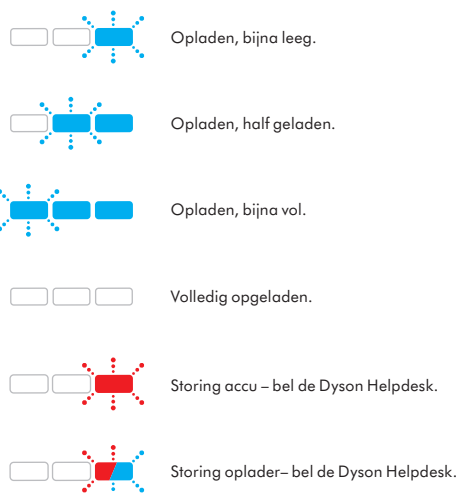 Opladen, bijna leeg.
Opladen, half geladen.
Opladen, bijna vol.
Volledig opgeladen.
Storing accu – bel de Dyson Helpdesk.
Storing oplader– bel de Dyson Helpdesk.